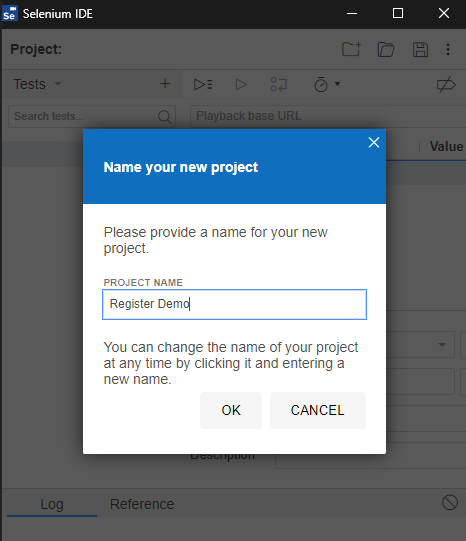 Se
Selenium IDE
Project:
Tests
Search tests...
Playback base URL
Value
Name your new project
Please provide a name for your new
project.
PROJECT NAME
Register Demo
You can change the name of your project
at any time by clicking it and entering a
new name.
OK CANCEL
Description
Log Reference